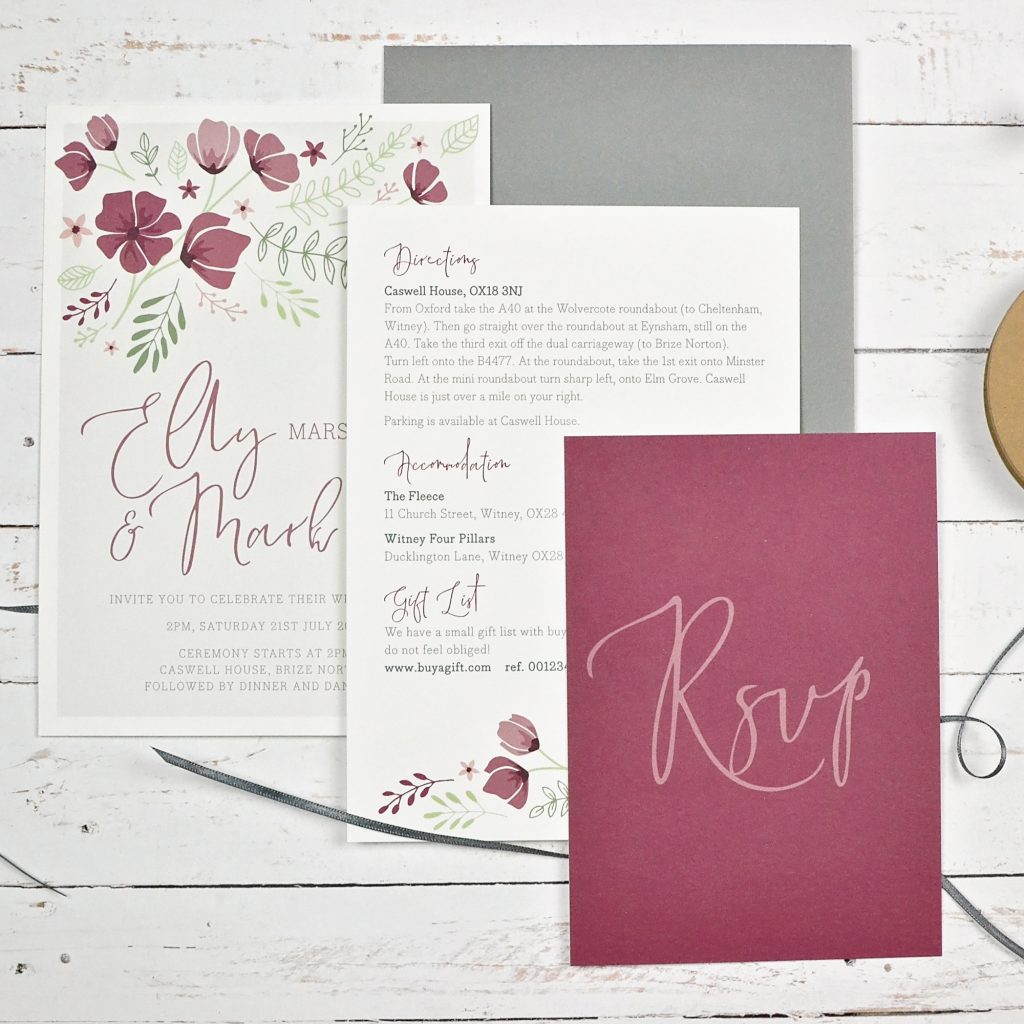 Elly MARS
& Mark
INVITE YOU TO CELEBRATE THEIR WE
2PM, SATURDAY 21ST JULY 20
CEREMONY STARTS AT 2PM
CASWELL HOUSE, BRIZE NORT
FOLLOWED BY DINNER AND DAN
Directions
Caswell House, OX18 3NJ
From Oxford take the A40 at the Wolvercote roundabout (to Cheltenham,
Witney). Then go straight over the roundabout at Eynsham, still on the
A40. Take the third exit off the dual carriageway (to Brize Norton).
Turn left onto the B4477. At the roundabout, take the 1st exit onto Minster
Road. At the mini roundabout turn sharp left, onto Elm Grove. Caswell
House is just over a mile on your right.
Parking is available at Caswell House.
Accommodation
The Fleece
11 Church Street, Witney, OX28 4
Witney Four Pillars
Ducklington Lane, Witney OX28
Gift List
We have a small gift list with buy
do not feel obliged!
www.buyagift.com ref. 001234
Rsvp